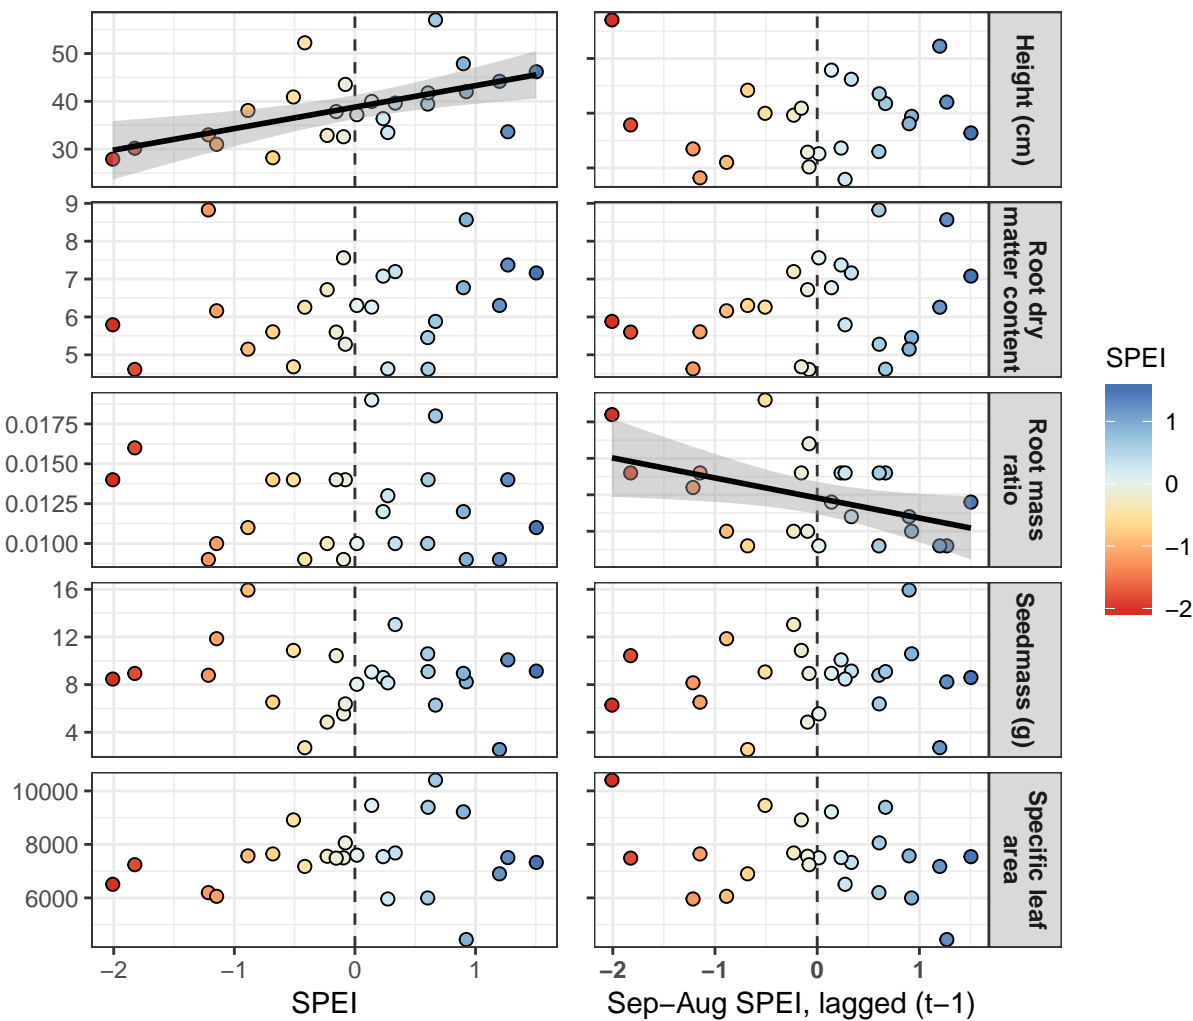 50
40
30
Height (cm)
9
8
7
6
5
Root dry
matter content
0.0175
0.0150
0.0125
0.0100
Root mass
ratio
16
12
8
4
Seedmass (g)
10000
8000
6000
Specific leaf
area
−2 −1 0 1
−2 −1 0 1
SPEI
Sep−Aug SPEI, lagged (t−1)
SPEI
1
0
−1
−2